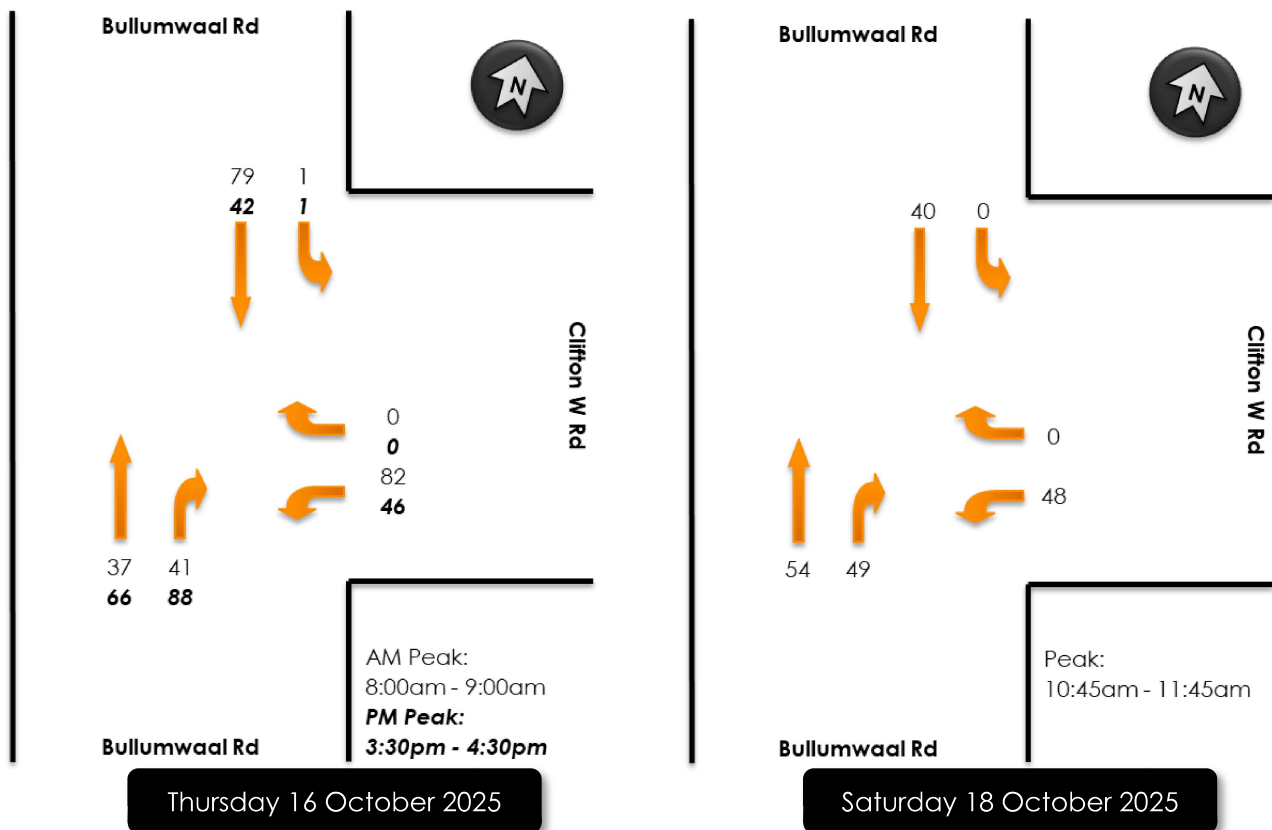 Bullumwaal Rd
N
79 1
42 1
Clifton W Rd
0
0
82
46
37 41
66 88
AM Peak:
8:00am - 9:00am
PM Peak:
3:30pm - 4:30pm
Bullumwaal Rd
Thursday 16 October 2025
Bullumwaal Rd
N
40 0
Clifton W Rd
0
48
54 49
Peak:
10:45am - 11:45am
Bullumwaal Rd
Saturday 18 October 2025